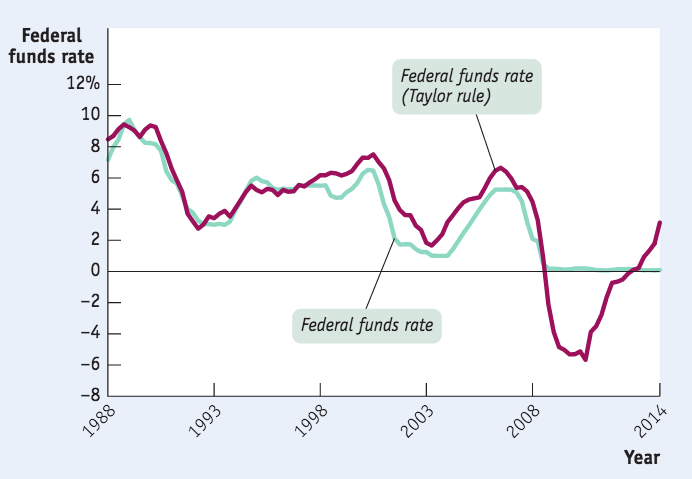 Federal
funds rate
12%
10
8
6
4
2
0
−2
−4
−6
−8
Federal funds rate
(Taylor rule)
Federal funds rate
1988
1993
1998
2003
2008
2014
Year